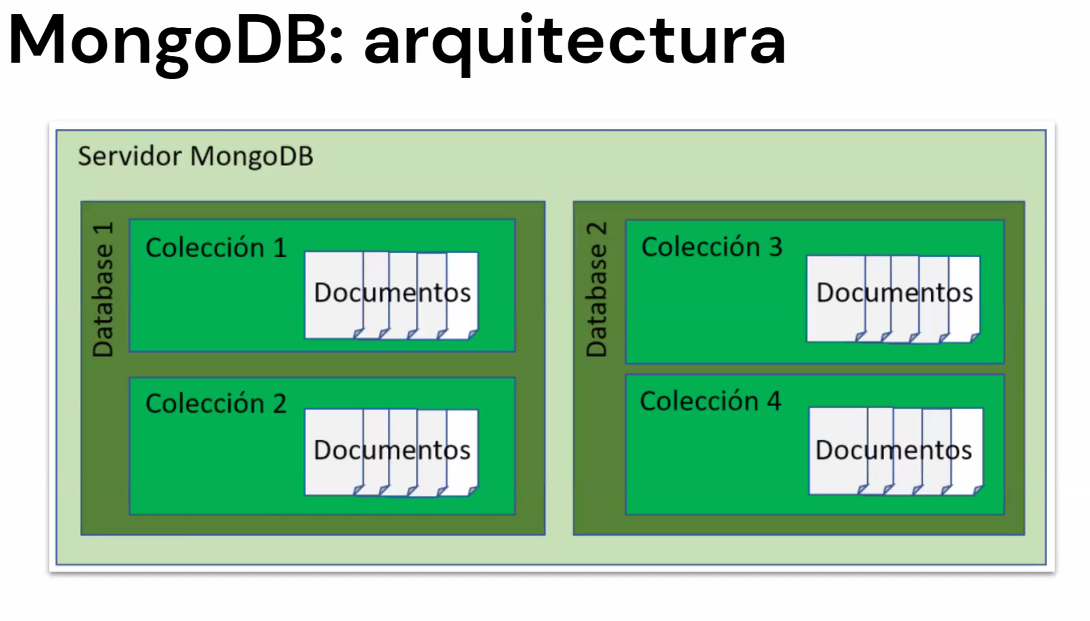 MongoDB: arquitectura
Servidor MongoDB
Database 1
Colección 1
Documentos
Colección 2
Documentos
Database 2
Colección 3
Documentos
Colección 4
Documentos